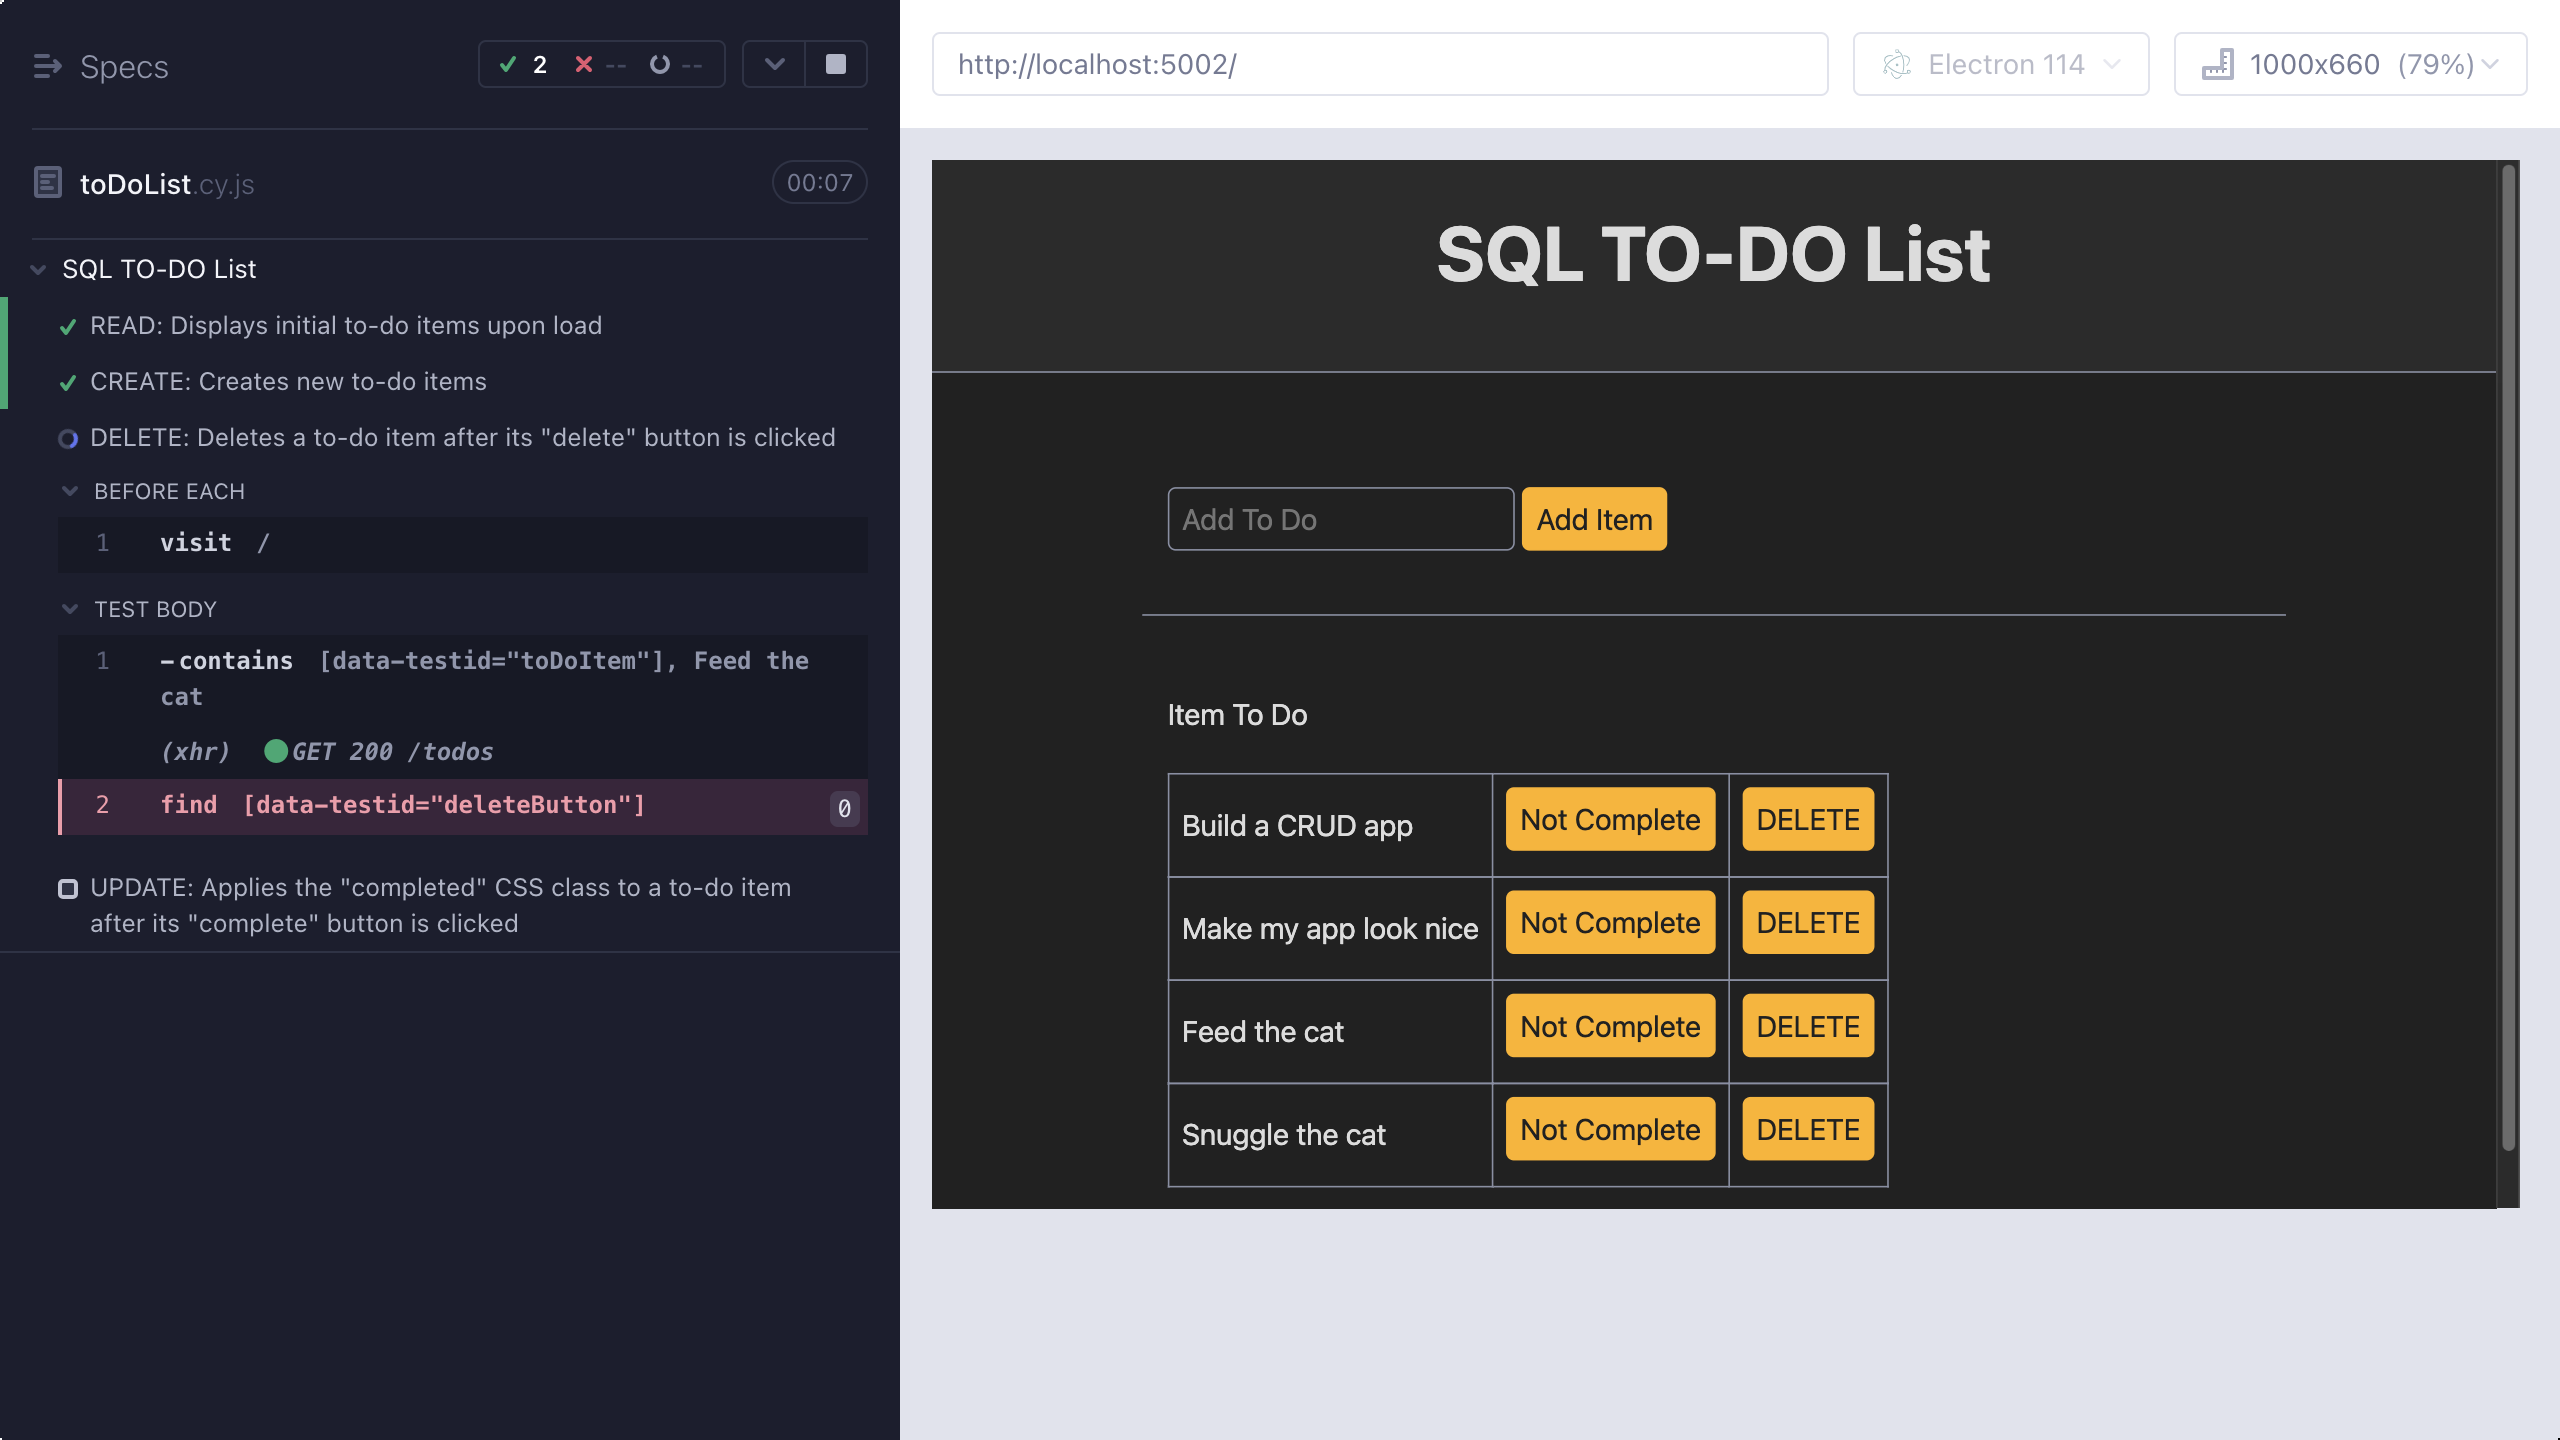 Specs
2 -- --
toDoList.cy.js 00:07
SQL TO-DO List
READ: Displays initial to-do items upon load
CREATE: Creates new to-do items
DELETE: Deletes a to-do item after its "delete" button is clicked
BEFORE EACH
1 visit /
TEST BODY
1 -contains [data-testid="toDoItem"], Feed the
cat
(xhr) GET 200 /todos
2 find [data-testid="deleteButton"] 0
UPDATE: Applies the "completed" CSS class to a to-do item
after its "complete" button is clicked
http://localhost:5002/
Electron 114
1000x660 (79%)
SQL TO-DO List
Add To Do Add Item
Item To Do
Build a CRUD app Not Complete DELETE
Make my app look nice Not Complete DELETE
Feed the cat Not Complete DELETE
Snuggle the cat Not Complete DELETE